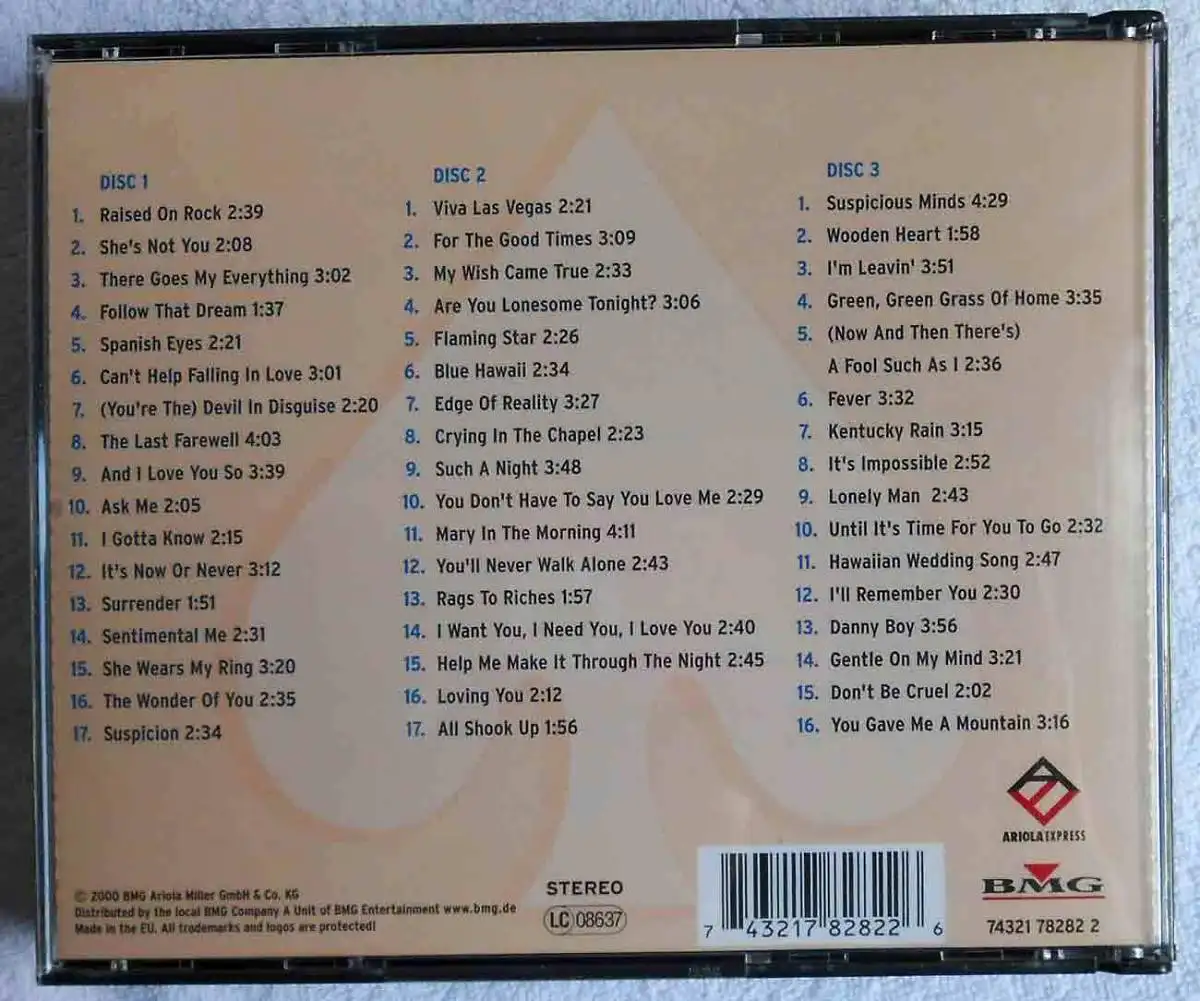 DISC 1
1. Raised On Rock 2:39
2. She's Not You 2:08
3. There Goes My Everything 3:02
4. Follow That Dream 1:37
5. Spanish Eyes 2:21
6. Can't Help Falling In Love 3:01
7. (You're The) Devil In Disguise 2:20
8. The Last Farewell 4:03
9. And I Love You So 3:39
10. Ask Me 2:05
11. I Gotta Know 2:15
12. It's Now Or Never 3:12
13. Surrender 1:51
14. Sentimental Me 2:31
15. She Wears My Ring 3:20
16. The Wonder Of You 2:35
17. Suspicion 2:34
DISC 2
1. Viva Las Vegas 2:21
2. For The Good Times 3:09
3. My Wish Came True 2:33
4. Are You Lonesome Tonight? 3:06
5. Flaming Star 2:26
6. Blue Hawaii 2:34
7. Edge Of Reality 3:27
8. Crying In The Chapel 2:23
9. Such A Night 3:48
10. You Don't Have To Say You Love Me 2:29
11. Mary In The Morning 4:11
12. You'll Never Walk Alone 2:43
13. Rags To Riches 1:57
14. I Want You, I Need You, I Love You 2:40
15. Help Me Make It Through The Night 2:45
16. Loving You 2:12
17. All Shook Up 1:56
DISC 3
1. Suspicious Minds 4:29
2. Wooden Heart 1:58
3. I'm Leavin' 3:51
4. Green, Green Grass Of Home 3:35
5. (Now And Then There's)
A Fool Such As I 2:36
6. Fever 3:32
7. Kentucky Rain 3:15
8. It's Impossible 2:52
9. Lonely Man 2:43
10. Until It's Time For You To Go 2:32
11. Hawaiian Wedding Song 2:47
12. I'll Remember You 2:30
13. Danny Boy 3:56
14. Gentle On My Mind 3:21
15. Don't Be Cruel 2:02
16. You Gave Me A Mountain 3:16
ARIOLA EXPRESS
BMG
74321 78282 2
© 2000 BMG Ariola Miller GmbH & Co. KG
Distributed by the local BMG Company A Unit of BMG Entertainment www.bmg.de
Made in the EU. All trademarks and logos are protected!
STEREO
LC 08637
7 43217 82822 6